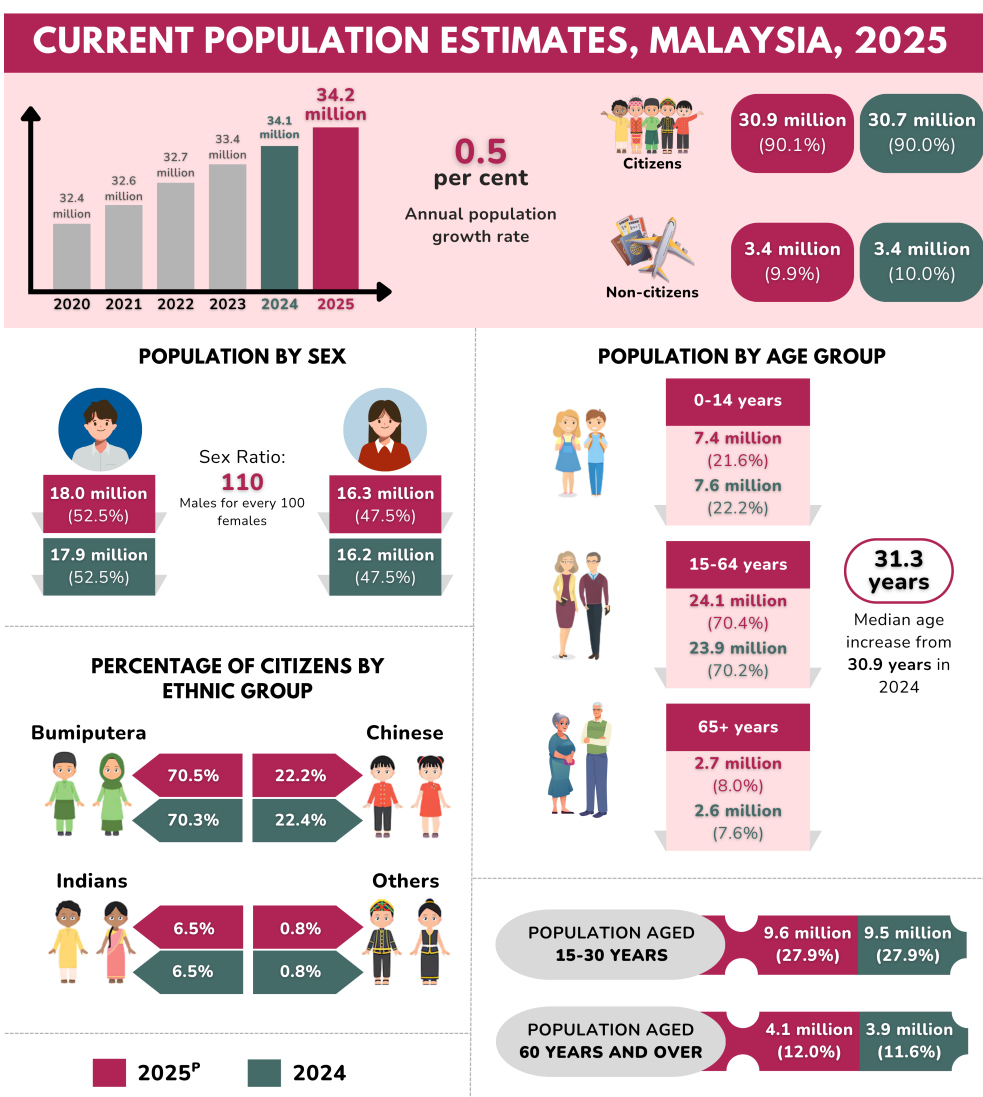 CURRENT POPULATION ESTIMATES, MALAYSIA, 2025
32.4
million
32.6
million
32.7
million
33.4
million
34.1
million
34.2
million
2020
2021
2022
2023
2024
2025
0.5
per cent
Annual population
growth rate
Citizens
30.9 million
(90.1%)
30.7 million
(90.0%)
Non-citizens
3.4 million
(9.9%)
3.4 million
(10.0%)
POPULATION BY SEX
18.0 million
(52.5%)
17.9 million
(52.5%)
Sex Ratio:
110
Males for every 100
females
16.3 million
(47.5%)
16.2 million
(47.5%)
PERCENTAGE OF CITIZENS BY
ETHNIC GROUP
Bumiputera
70.5%
70.3%
Chinese
22.2%
22.4%
Indians
6.5%
6.5%
Others
0.8%
0.8%
2025ᴾ
2024
POPULATION BY AGE GROUP
0-14 years
7.4 million
(21.6%)
7.6 million
(22.2%)
15-64 years
24.1 million
(70.4%)
23.9 million
(70.2%)
65+ years
2.7 million
(8.0%)
2.6 million
(7.6%)
31.3
years
Median age
increase from
30.9 years in
2024
POPULATION AGED
15-30 YEARS
9.6 million
(27.9%)
9.5 million
(27.9%)
POPULATION AGED
60 YEARS AND OVER
4.1 million
(12.0%)
3.9 million
(11.6%)